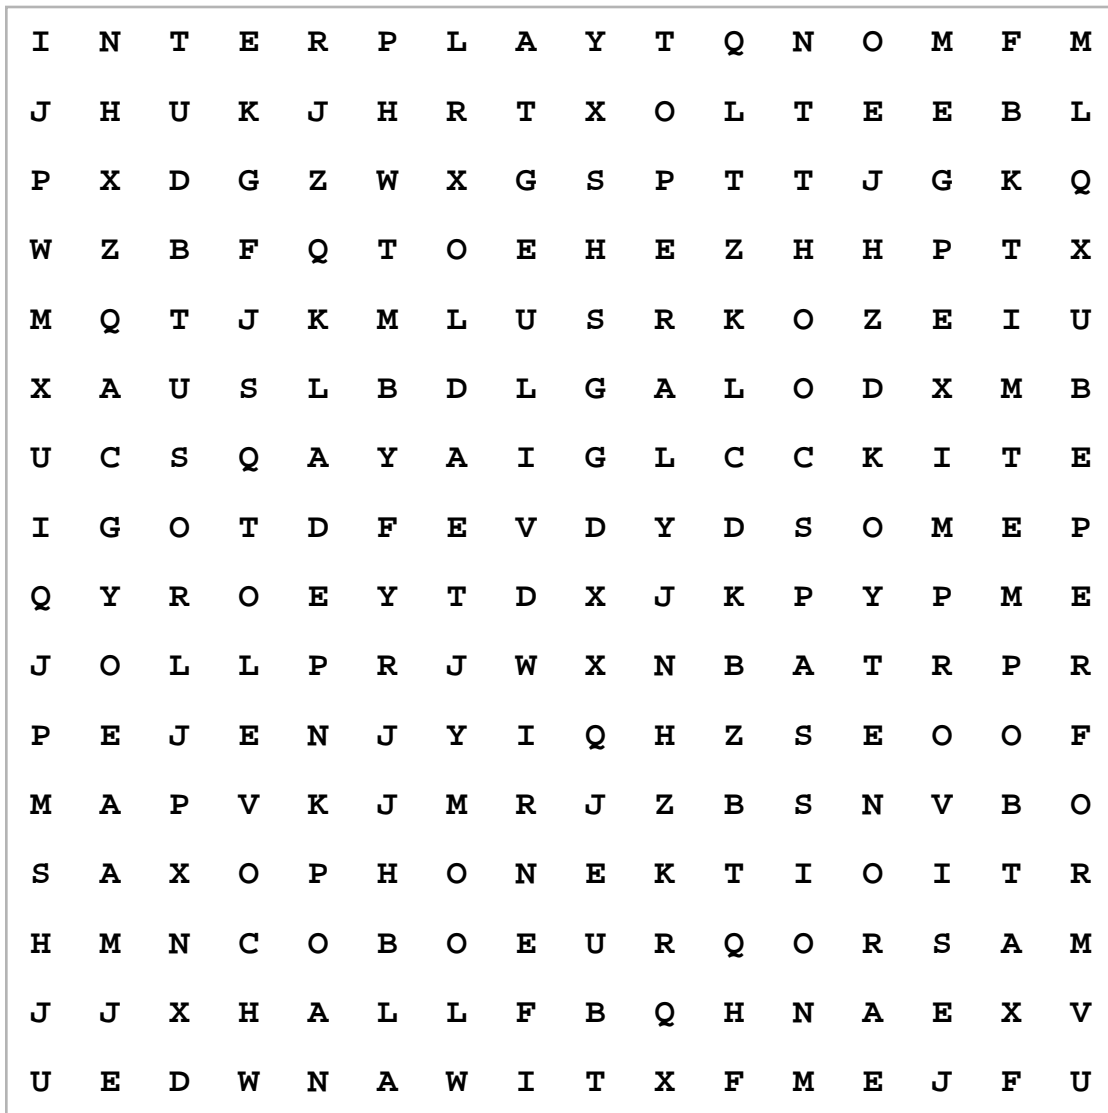 I N T E R P L A Y T Q N O M F M
J H U K J H R T X O L T E E B L
P X D G Z W X G S P T T J G K Q
W Z B F Q T O E H E Z H H P T X
M Q T J K M L U S R K O Z E I U
X A U S L B D L G A L O D X M B
U C S Q A Y A I G L C C K I T E
I G O T D F E V D Y D S O M E P
Q Y R O E Y T D X J K P Y P M E
J O L L P R J W X N B A T R P R
P E J E N J Y I Q H Z S E O O F
M A P V K J M R J Z B S N V B O
S A X O P H O N E K T I O I T R
H M N C O B O E U R Q O R S A M
J J X H A L L F B Q H N A E X V
U E D W N A W I T X F M E J F U